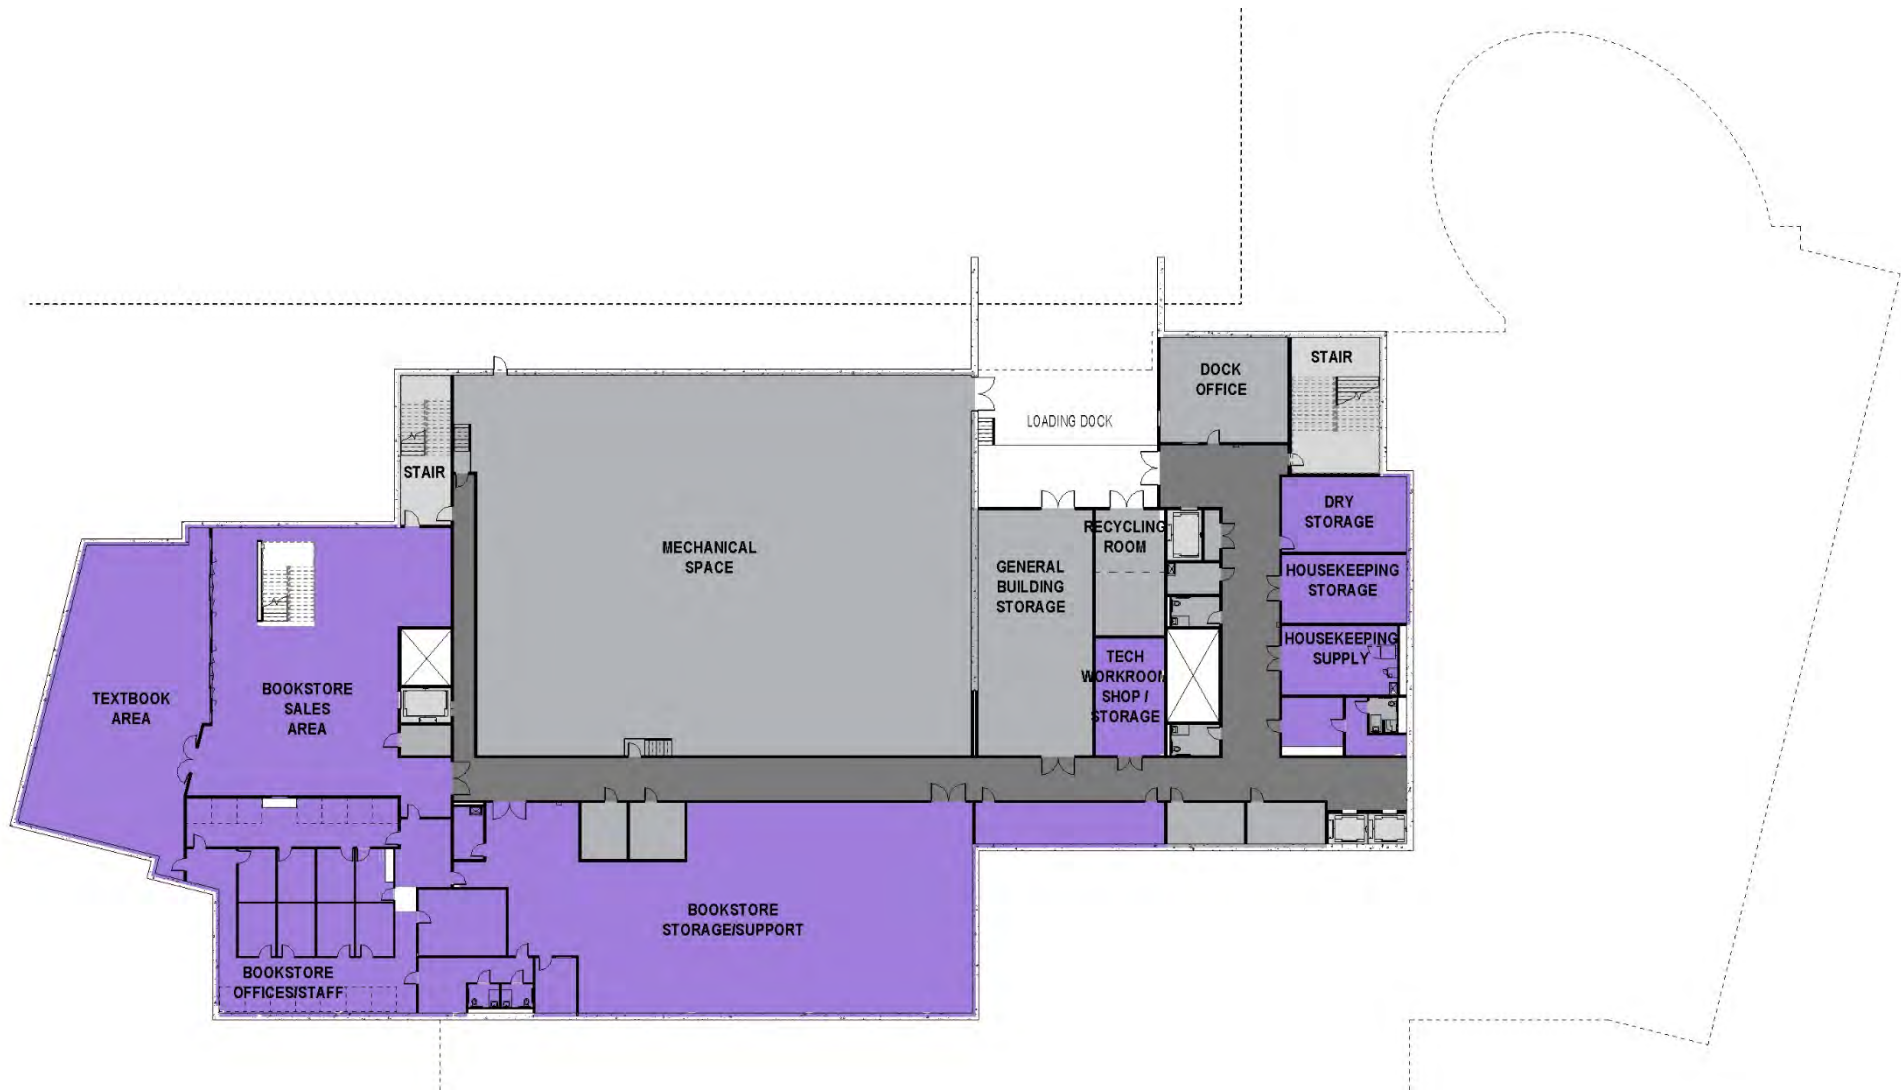 STAIR
DOCK
OFFICE
LOADING DOCK
STAIR
DRY
STORAGE
MECHANICAL
SPACE
RECYCLING
ROOM
GENERAL
BUILDING
STORAGE
HOUSEKEEPING
STORAGE
HOUSEKEEPING
SUPPLY
TECH
WORKROOM
SHOP /
STORAGE
TEXTBOOK
AREA
BOOKSTORE
SALES
AREA
BOOKSTORE
STORAGE/SUPPORT
BOOKSTORE
OFFICES/STAFF